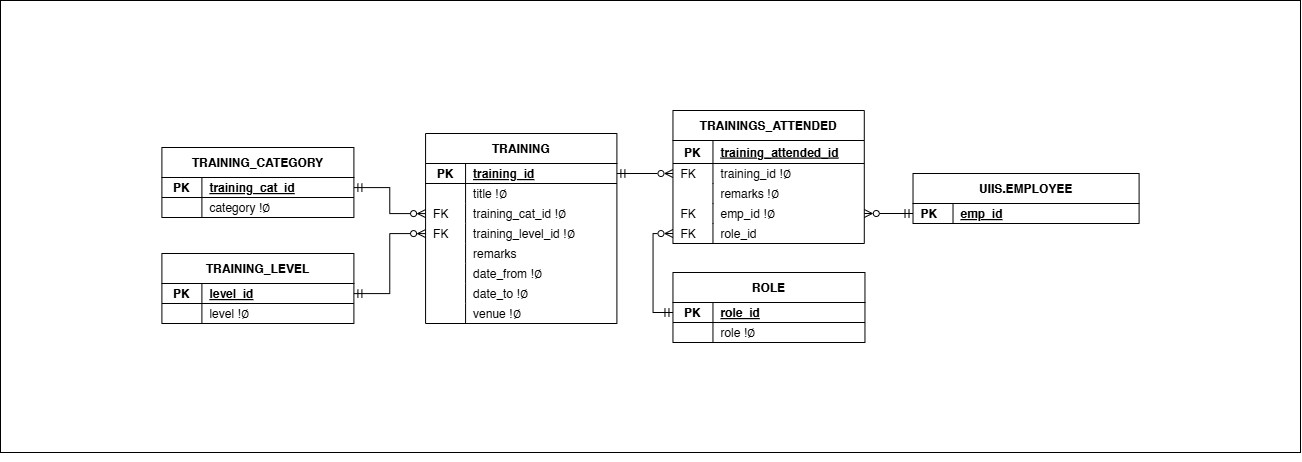 TRAINING_CATEGORY
PK training_cat_id
category !Ø
TRAINING_LEVEL
PK level_id
level !Ø
TRAINING
PK training_id
title !Ø
FK training_cat_id !Ø
FK training_level_id !Ø
remarks
date_from !Ø
date_to !Ø
venue !Ø
TRAININGS_ATTENDED
PK training_attended_id
FK training_id !Ø
remarks !Ø
FK emp_id !Ø
FK role_id
ROLE
PK role_id
role !Ø
UIIS.EMPLOYEE
PK emp_id